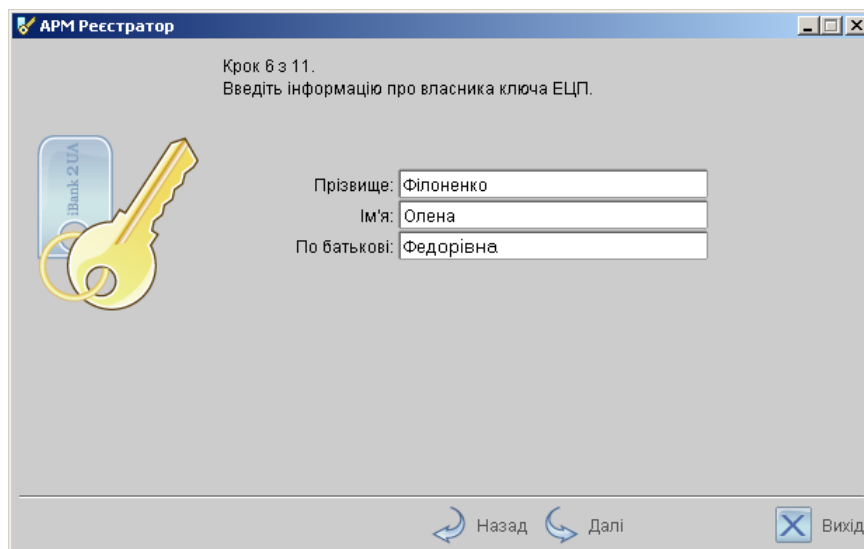 АРМ Реєстратор
Крок 6 з 11.
Введіть інформацію про власника ключа ЕЦП.
iBank 2 UA
Прізвище: Філоненко
Ім'я: Олена
По батькові: Федорівна
Назад Далі Вихід